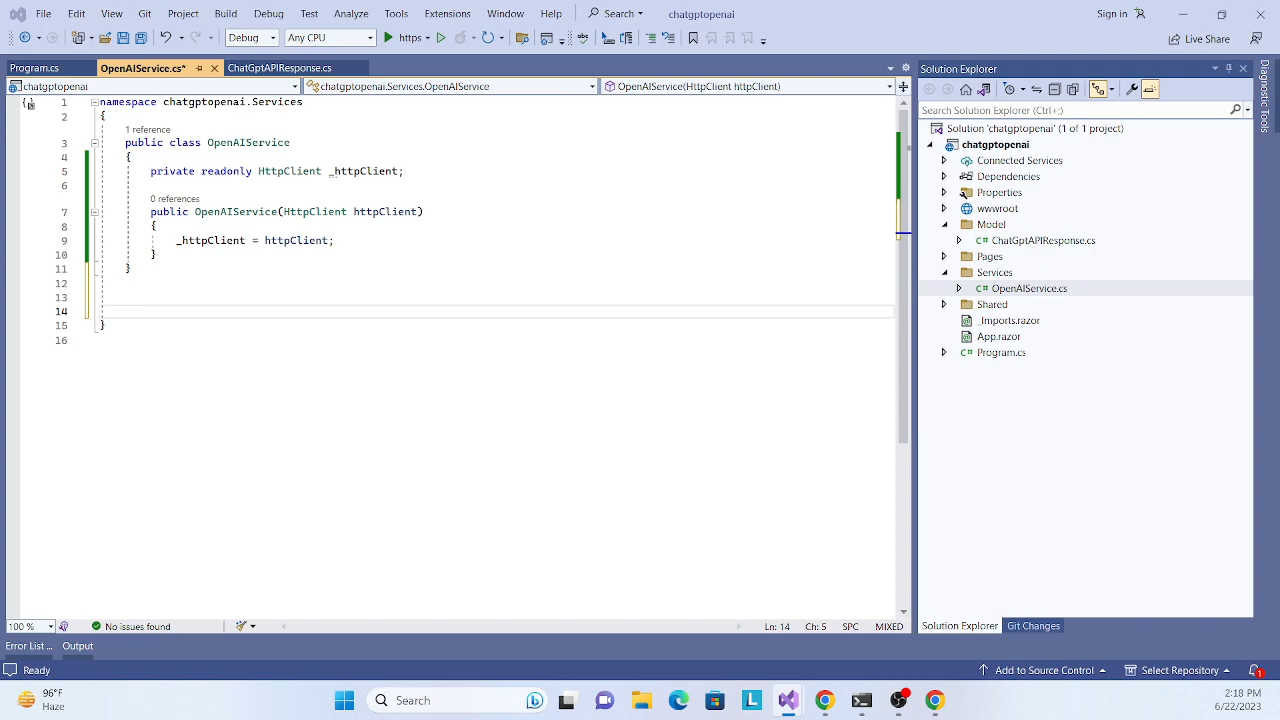 File Edit View Git Project Build Debug Test Analyze Tools Extensions Window Help Search chatgptopenai Sign in
Debug Any CPU https Live Share
Program.cs OpenAIService.cs* ChatGptAPIResponse.cs
chatgptopenai chatgptopenai.Services.OpenAIService OpenAIService(HttpClient httpClient)
1 namespace chatgptopenai.Services
2 {
1 reference
3 public class OpenAIService
4 {
5 private readonly HttpClient _httpClient;
6
0 references
7 public OpenAIService(HttpClient httpClient)
8 {
9 _httpClient = httpClient;
10 }
11 }
12
13
14
15 }
16
100 % No issues found Ln: 14 Ch: 5 SPC MIXED
Solution Explorer
Search Solution Explorer (Ctrl+;)
Solution 'chatgptopenai' (1 of 1 project)
chatgptopenai
Connected Services
Dependencies
Properties
wwwroot
Model
C# ChatGptAPIResponse.cs
Pages
Services
C# OpenAIService.cs
Shared
_Imports.razor
App.razor
C# Program.cs
Solution Explorer Git Changes
Diagnostic Tools
Error List ... Output
Ready Add to Source Control Select Repository 1
96°F
Haze
Search
L
2:18 PM
6/22/2023